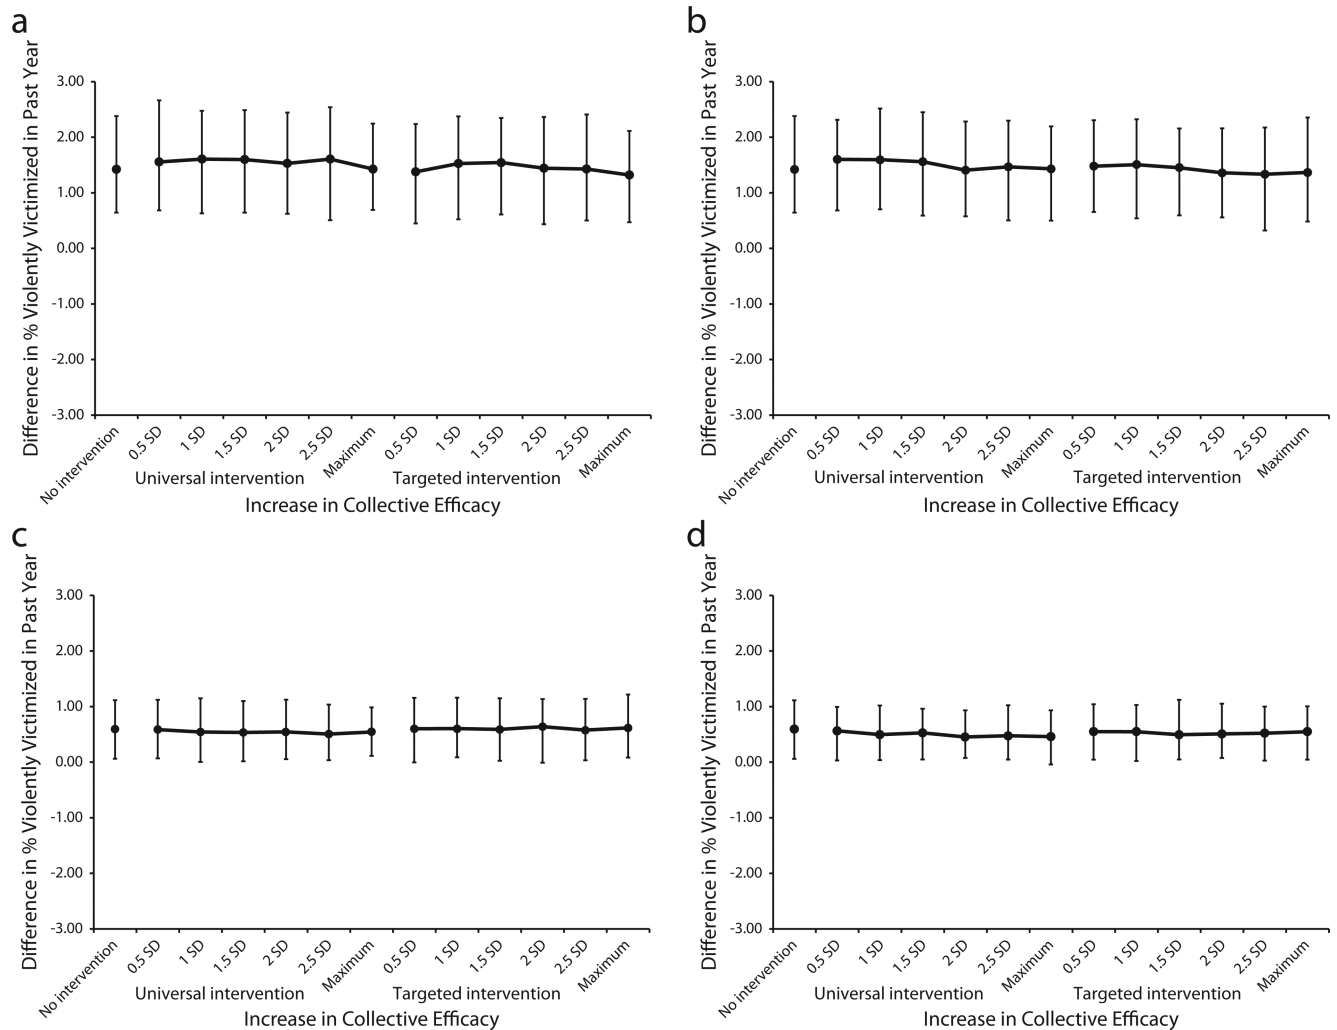 a
Difference in % Violently Victimized in Past Year
3.00
2.00
1.00
0.00
-1.00
-2.00
-3.00
No intervention
0.5 SD
1 SD
1.5 SD
2 SD
2.5 SD
Maximum
0.5 SD
1 SD
1.5 SD
2 SD
2.5 SD
Maximum
Universal intervention
Targeted intervention
Increase in Collective Efficacy
b
Difference in % Violently Victimized in Past Year
3.00
2.00
1.00
0.00
-1.00
-2.00
-3.00
No intervention
0.5 SD
1 SD
1.5 SD
2 SD
2.5 SD
Maximum
0.5 SD
1 SD
1.5 SD
2 SD
2.5 SD
Maximum
Universal intervention
Targeted intervention
Increase in Collective Efficacy
c
Difference in % Violently Victimized in Past Year
3.00
2.00
1.00
0.00
-1.00
-2.00
-3.00
No intervention
0.5 SD
1 SD
1.5 SD
2 SD
2.5 SD
Maximum
0.5 SD
1 SD
1.5 SD
2 SD
2.5 SD
Maximum
Universal intervention
Targeted intervention
Increase in Collective Efficacy
d
Difference in % Violently Victimized in Past Year
3.00
2.00
1.00
0.00
-1.00
-2.00
-3.00
No intervention
0.5 SD
1 SD
1.5 SD
2 SD
2.5 SD
Maximum
0.5 SD
1 SD
1.5 SD
2 SD
2.5 SD
Maximum
Universal intervention
Targeted intervention
Increase in Collective Efficacy